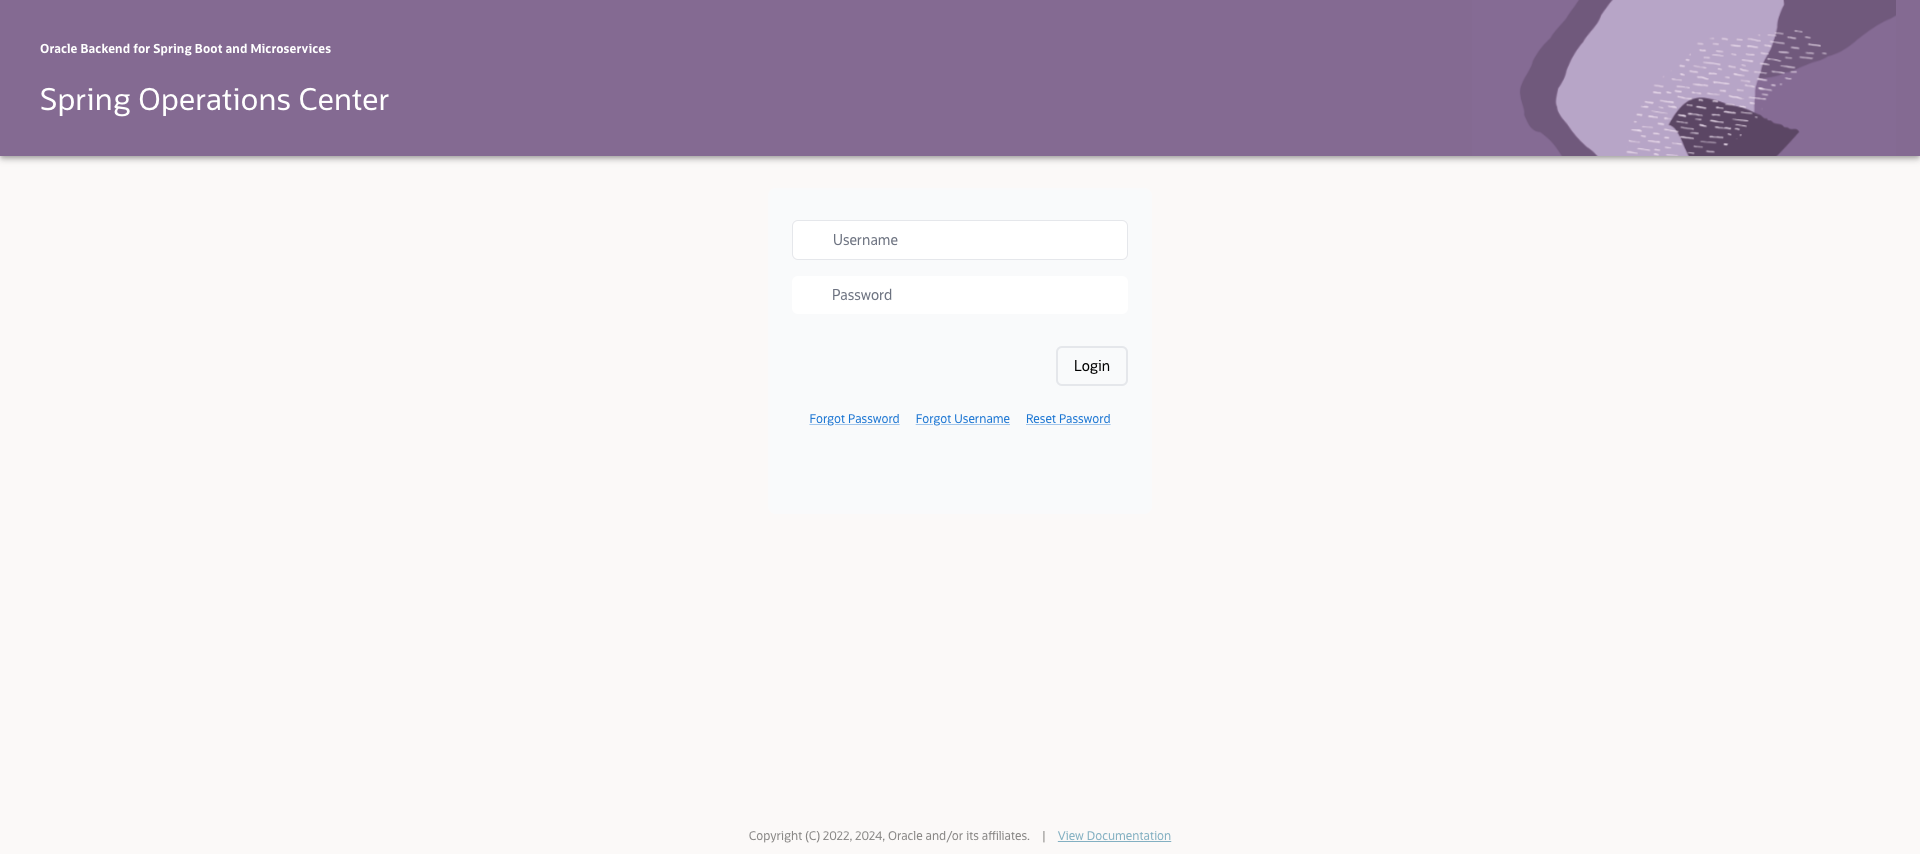 Oracle Backend for Spring Boot and Microservices
Spring Operations Center
Username
Password
Login
Forgot Password Forgot Username Reset Password
Copyright (C) 2022, 2024, Oracle and/or its affiliates. | View Documentation